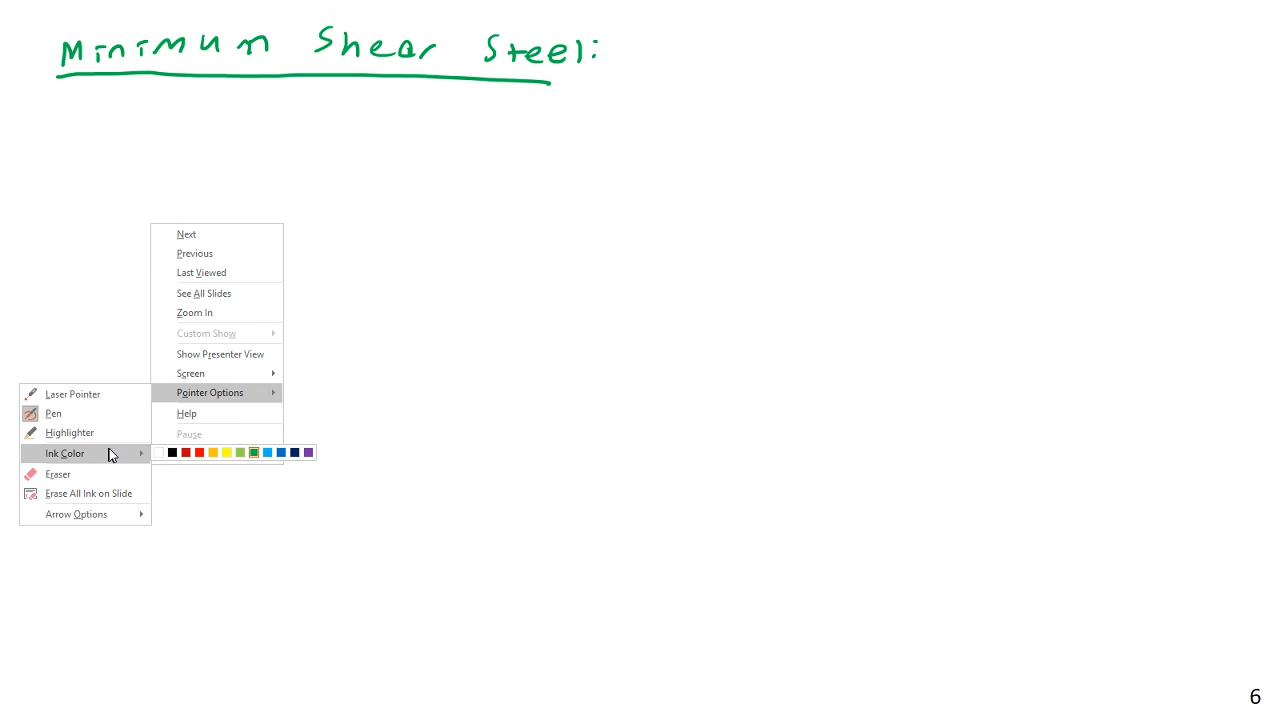 Minimum Shear Steel:
Next
Previous
Last Viewed
See All Slides
Zoom In
Custom Show
Show Presenter View
Screen
Pointer Options
Help
Pause
Laser Pointer
Pen
Highlighter
Ink Color
Eraser
Erase All Ink on Slide
Arrow Options
6